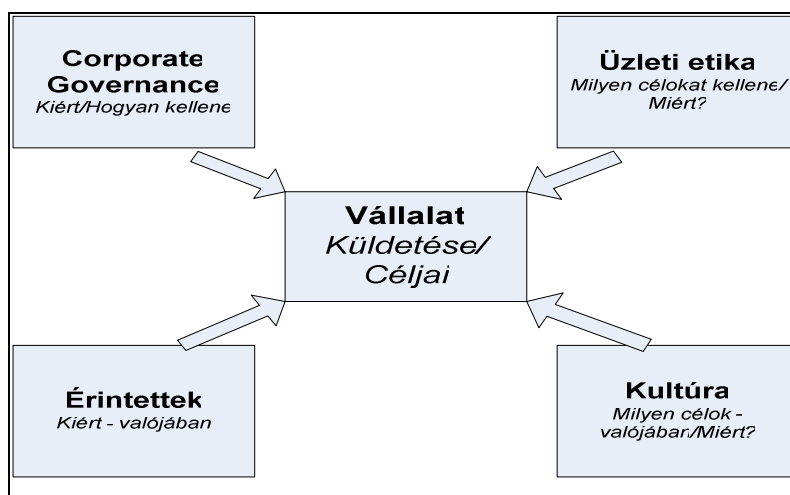 Corporate
Governance
Kiért/Hogyan kellene
Üzleti etika
Milyen célokat kellene/
Miért?
Vállalat
Küldetése/
Céljai
Érintettek
Kiért - valójában
Kultúra
Milyen célok -
valójában/Miért?